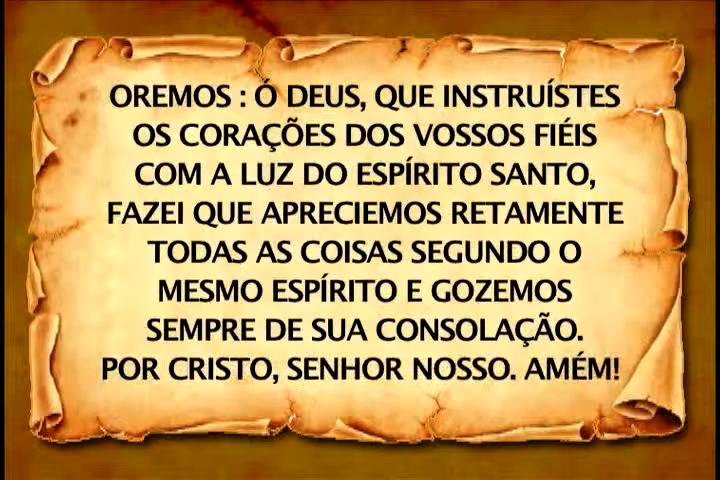 OREMOS : Ó DEUS, QUE INSTRUÍSTES
OS CORAÇÕES DOS VOSSOS FIÉIS
COM A LUZ DO ESPÍRITO SANTO,
FAZEI QUE APRECIEMOS RETAMENTE
TODAS AS COISAS SEGUNDO O
MESMO ESPÍRITO E GOZEMOS
SEMPRE DE SUA CONSOLAÇÃO.
POR CRISTO, SENHOR NOSSO. AMÉM!